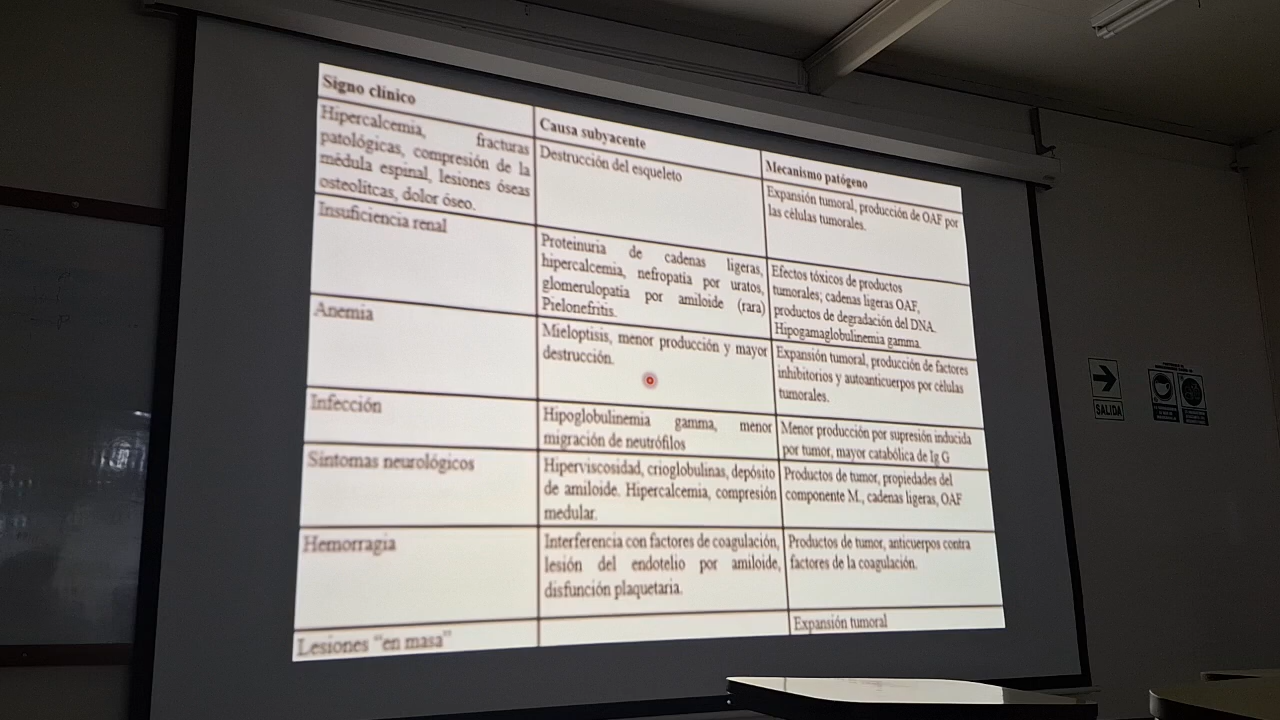 Signo clínico
Causa subyacente
Mecanismo patógeno
Hipercalcemia, fracturas
patológicas, compresión de la
médula espinal, lesiones óseas
osteolítcas, dolor óseo.
Destrucción del esqueleto
Expansión tumoral, producción de OAF por
las células tumorales.
Insuficiencia renal
Proteinuria de cadenas ligeras,
hipercalcemia, nefropatía por uratos,
glomerulopatía por amiloide (rara)
Pielonefritis.
Efectos tóxicos de productos
tumorales; cadenas ligeras OAF,
productos de degradación del DNA.
Hipogamaglobulinemia gamma.
Anemia
Mieloptisis, menor producción y mayor
destrucción.
Expansión tumoral, producción de factores
inhibitorios y autoanticuerpos por células
tumorales.
Infección
Hipoglobulinemia gamma, menor
migración de neutrófilos
Menor producción por supresión inducida
por tumor, mayor catabólica de Ig G
Síntomas neurológicos
Hiperviscosidad, crioglobulinas, depósito
de amiloide. Hipercalcemia, compresión
medular.
Productos de tumor, propiedades del
componente M., cadenas ligeras, OAF
Hemorragia
Interferencia con factores de coagulación,
lesión del endotelio por amiloide,
disfunción plaquetaria.
Productos de tumor, anticuerpos contra
factores de la coagulación.
Lesiones "en masa"
Expansión tumoral
SALIDA